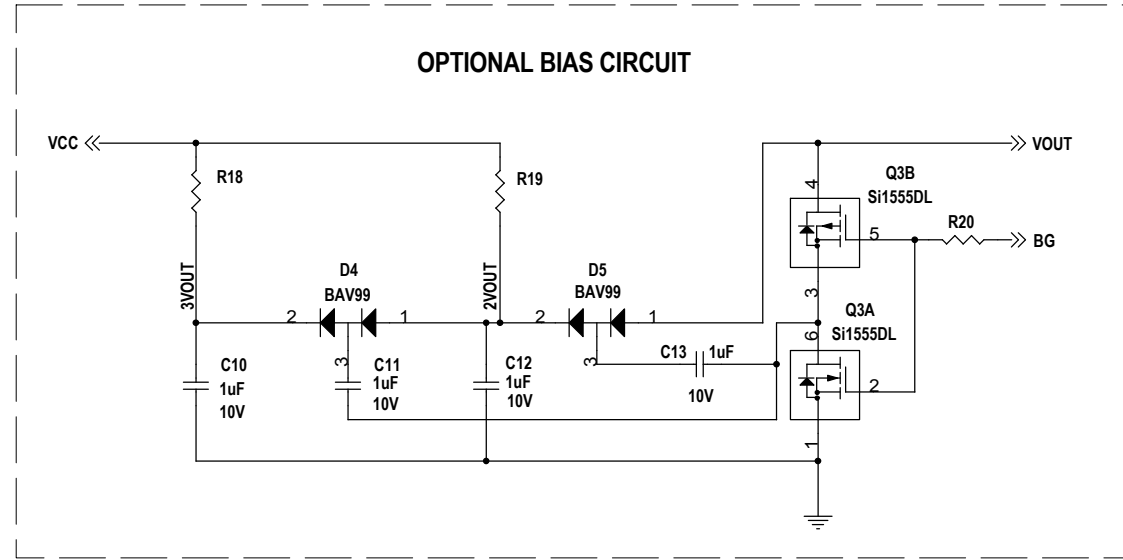 OPTIONAL BIAS CIRCUIT
VCC
VOUT
R18
R19
Q3B
Si1555DL
4
5
R20
BG
3VOUT
2VOUT
D4
BAV99
D5
BAV99
3
Q3A
Si1555DL
2
1
2
1
6
C10
1uF
10V
3
C11
1uF
10V
C12
1uF
10V
3
C13
1uF
10V
2
1